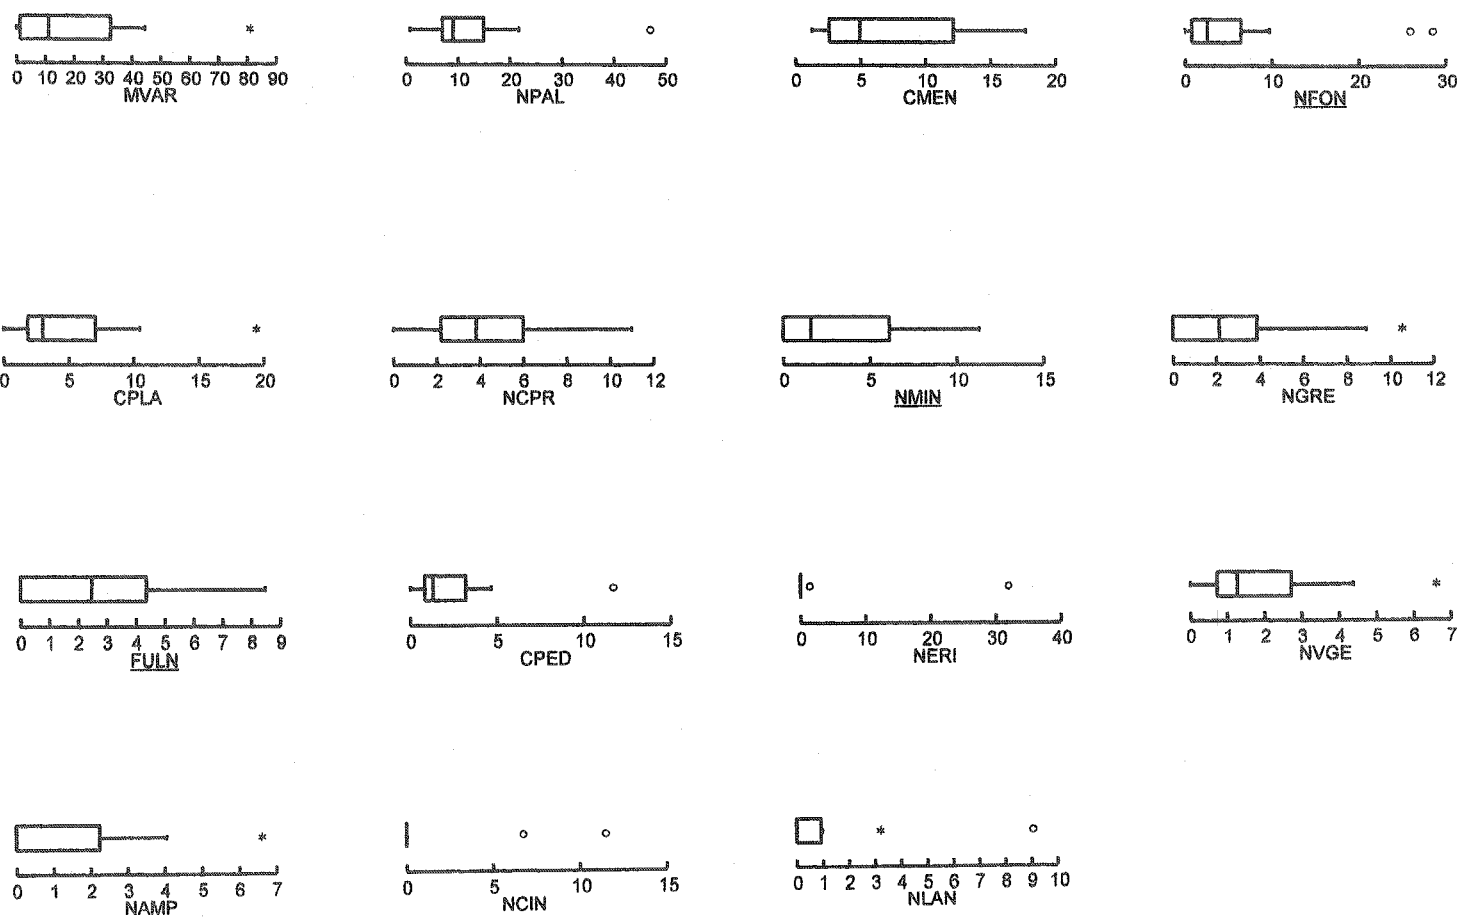 0 10 20 30 40 50 60 70 80 90
MVAR
0 10 20 30 40 50
NPAL
0 5 10 15 20
CMEN
0 10 20 30
NFON
0 5 10 15 20
CPLA
0 2 4 6 8 10 12
NCPR
0 5 10 15
NMIN
0 2 4 6 8 10 12
NGRE
0 1 2 3 4 5 6 7 8 9
FULN
0 5 10 15
CPED
0 10 20 30 40
NERI
0 1 2 3 4 5 6 7
NVGE
0 1 2 3 4 5 6 7
NAMP
0 5 10 15
NCIN
0 1 2 3 4 5 6 7 8 9 10
NLAN